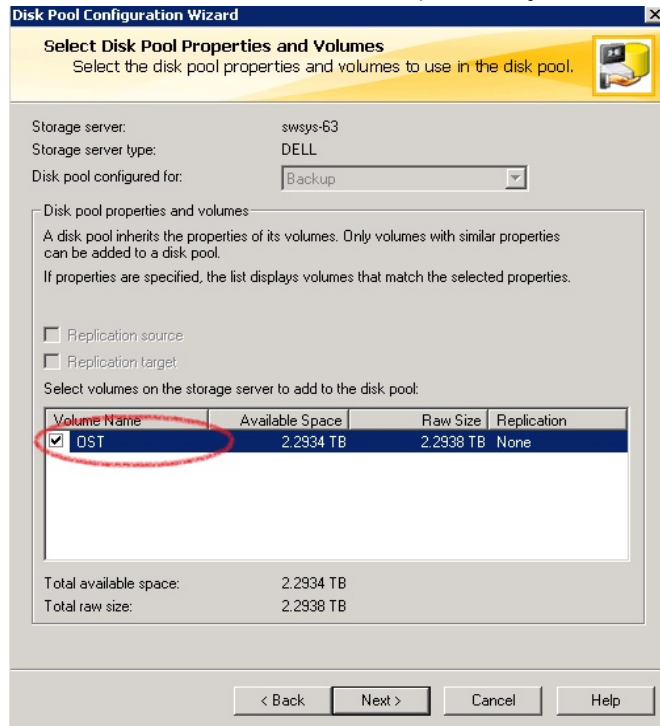 Disk Pool Configuration Wizard
Select Disk Pool Properties and Volumes
Select the disk pool properties and volumes to use in the disk pool.
Storage server: swsys-63
Storage server type: DELL
Disk pool configured for: Backup
Disk pool properties and volumes
A disk pool inherits the properties of its volumes. Only volumes with similar properties
can be added to a disk pool.
If properties are specified, the list displays volumes that match the selected properties.
Replication source
Replication target
Select volumes on the storage server to add to the disk pool:
Volume Name Available Space Raw Size Replication
OST 2.2934 TB 2.2938 TB None
Total available space: 2.2934 TB
Total raw size: 2.2938 TB
< Back Next > Cancel Help